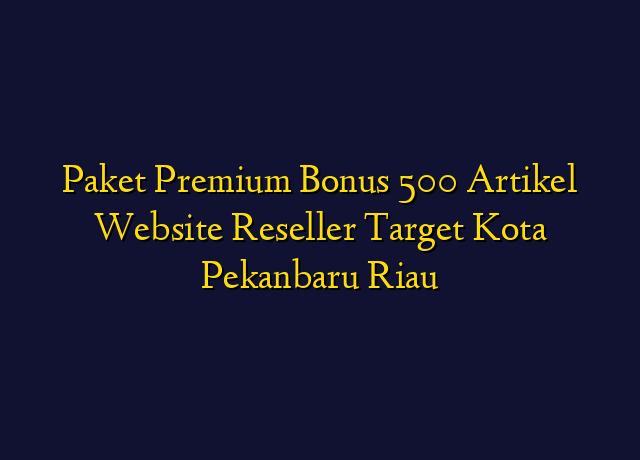 Paket Premium Bonus 500 Artikel
Website Reseller Target Kota
Pekanbaru Riau